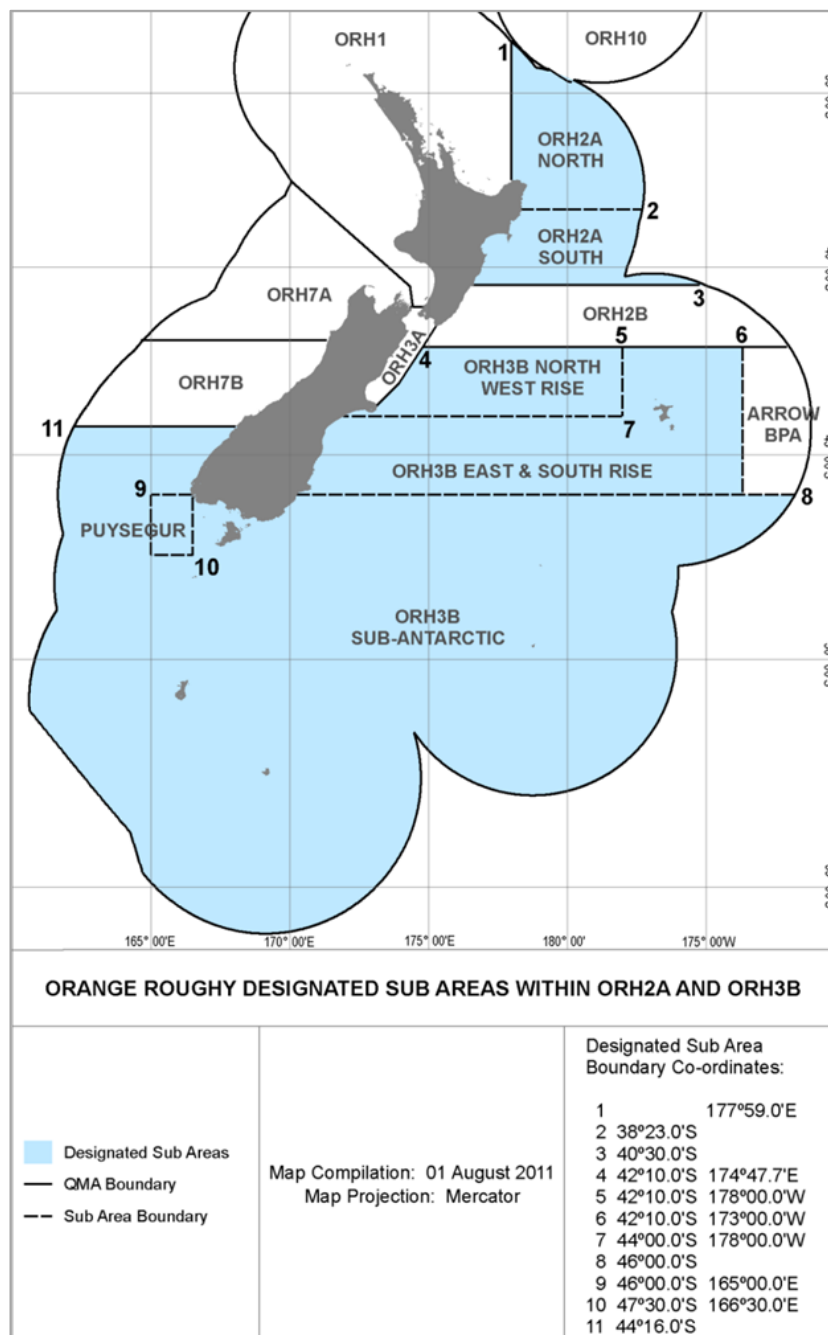 ORH1
ORH10
1
ORH2A
NORTH
2
ORH2A
SOUTH
3
ORH7A
ORH2B
ORH3A
4
5
6
ORH3B NORTH
WEST RISE
ORH7B
7
ARROW
BPA
11
ORH3B EAST & SOUTH RISE
9
8
PUYSEGUR
10
ORH3B
SUB-ANTARCTIC
165° 00'E
170° 00'E
175° 00'E
180° 00'
175° 00'W
ORANGE ROUGHY DESIGNATED SUB AREAS WITHIN ORH2A AND ORH3B
Designated Sub Areas
QMA Boundary
Sub Area Boundary
Map Compilation: 01 August 2011
Map Projection: Mercator
Designated Sub Area
Boundary Co-ordinates:
1 177º59.0'E
2 38º23.0'S
3 40º30.0'S
4 42º10.0'S 174º47.7'E
5 42º10.0'S 178º00.0'W
6 42º10.0'S 173º00.0'W
7 44º00.0'S 178º00.0'W
8 46º00.0'S
9 46º00.0'S 165º00.0'E
10 47º30.0'S 166º30.0'E
11 44º16.0'S